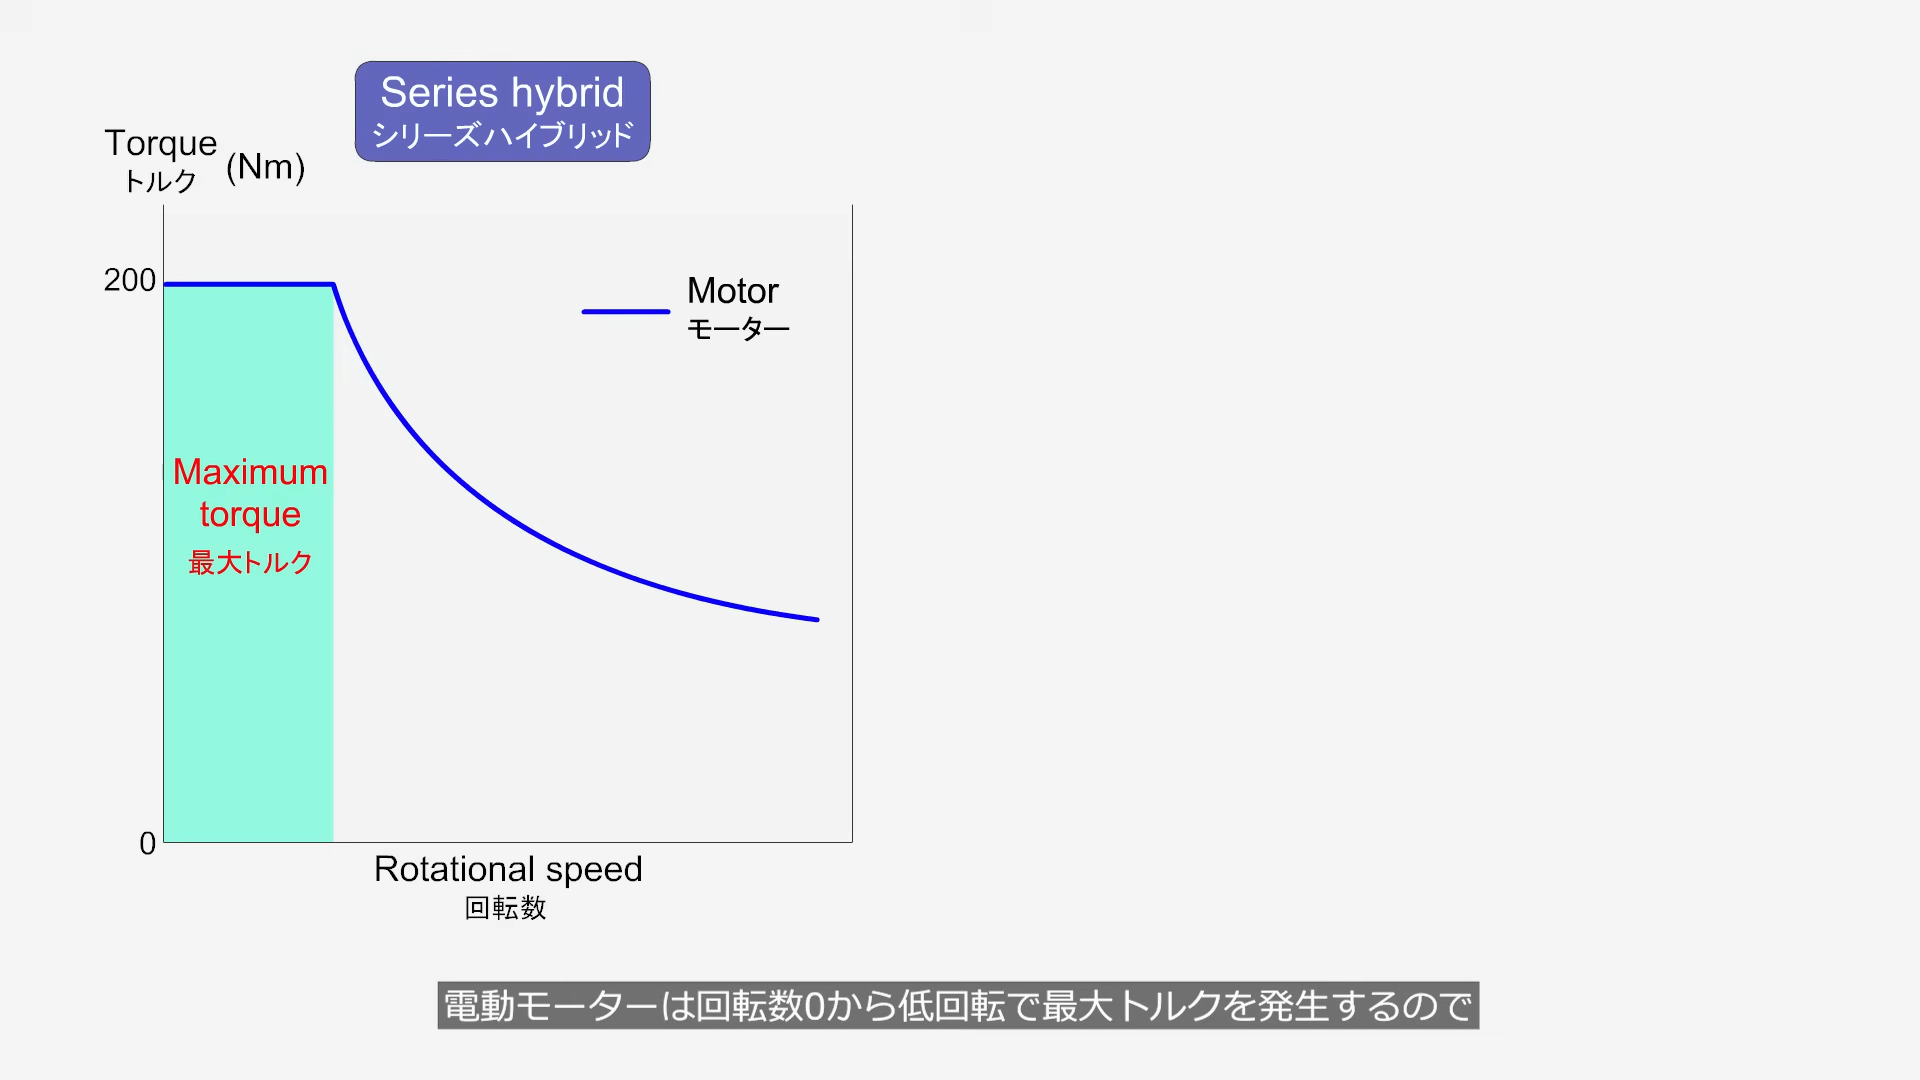 Series hybrid
シリーズハイブリッド
Torque
トルク
(Nm)
200
Motor
モーター
Maximum
torque
最大トルク
0
Rotational speed
回転数
電動モーターは回転数0から低回転で最大トルクを発生するので